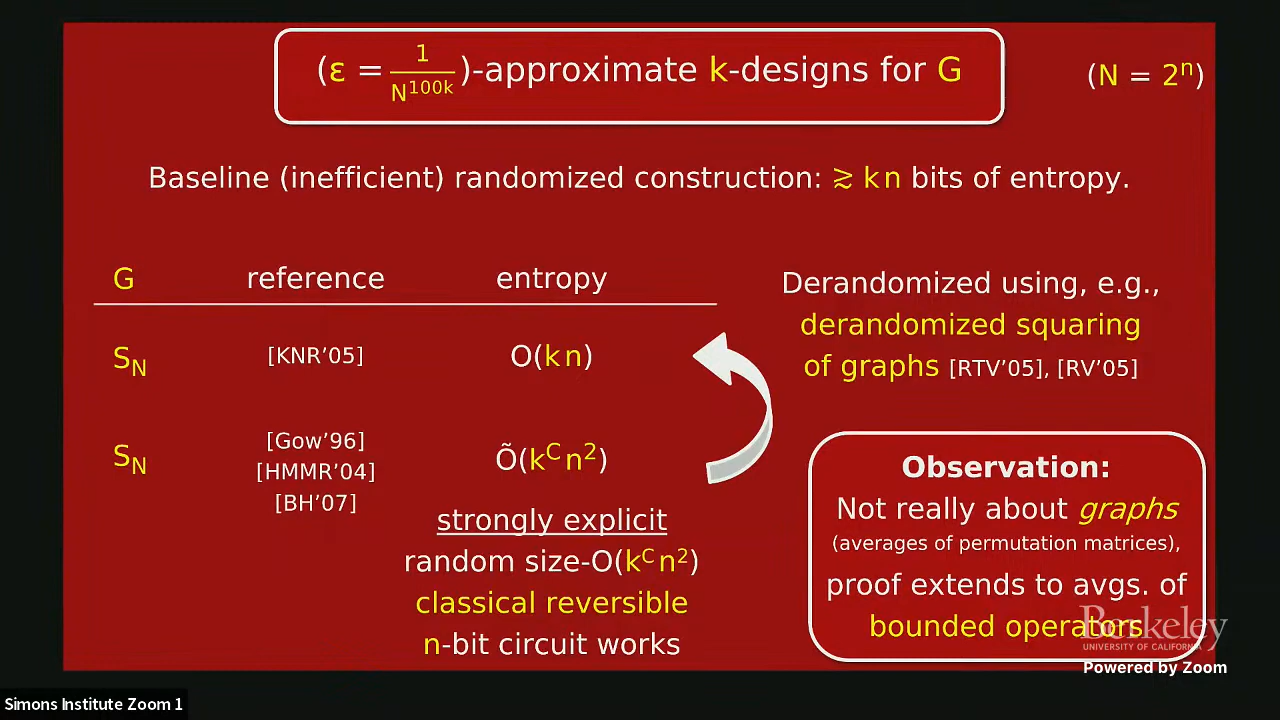 (ε = 1/N^100k)-approximate k-designs for G
(N = 2^n)
Baseline (inefficient) randomized construction: ≳ k n bits of entropy.
G reference entropy
S_N [KNR’05] O(k n)
S_N [Gow’96] [HMMR’04] [BH’07] Õ(k^C n^2)
strongly explicit
random size-O(k^C n^2)
classical reversible
n-bit circuit works
Derandomized using, e.g.,
derandomized squaring
of graphs [RTV’05], [RV’05]
Observation:
Not really about graphs
(averages of permutation matrices),
proof extends to avgs. of
bounded operators
Berkeley
UNIVERSITY OF CALIFORNIA
Powered by Zoom
Simons Institute Zoom 1